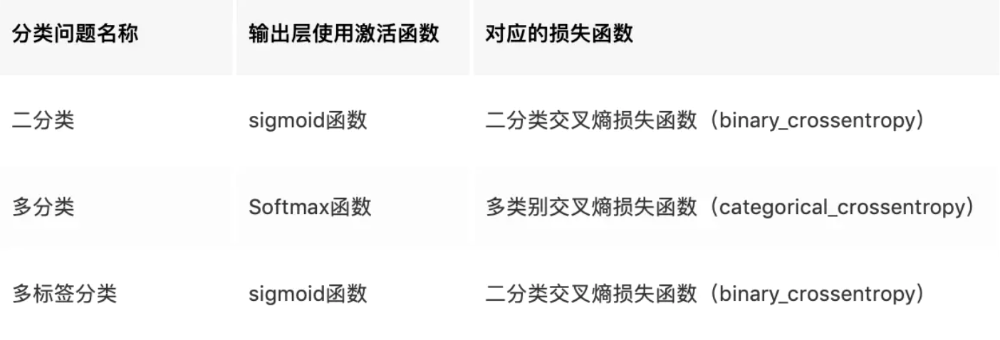 分类问题名称 输出层使用激活函数 对应的损失函数
二分类 sigmoid函数 二分类交叉熵损失函数（binary_crossentropy）
多分类 Softmax函数 多类别交叉熵损失函数（categorical_crossentropy）
多标签分类 sigmoid函数 二分类交叉熵损失函数（binary_crossentropy）